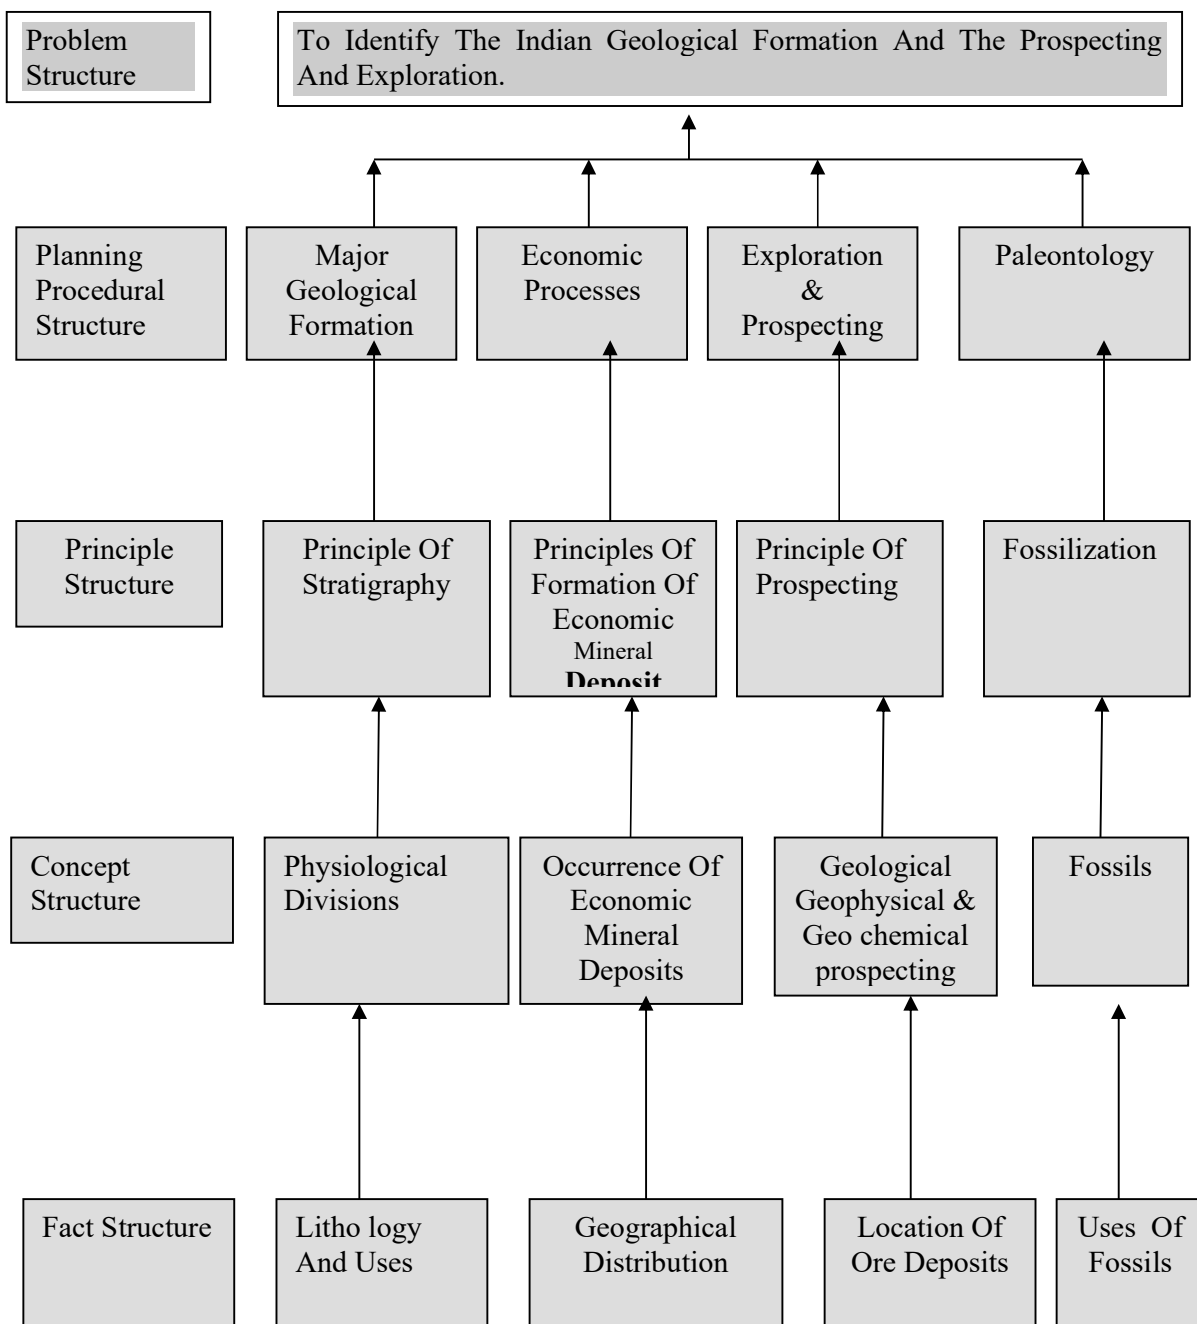 Problem
Structure
To Identify The Indian Geological Formation And The Prospecting
And Exploration.
Planning
Procedural
Structure
Major
Geological
Formation
Economic
Processes
Exploration
&
Prospecting
Paleontology
Principle
Structure
Principle Of
Stratigraphy
Principles Of
Formation Of
Economic
Mineral
Deposit
Principle Of
Prospecting
Fossilization
Concept
Structure
Physiological
Divisions
Occurrence Of
Economic
Mineral
Deposits
Geological
Geophysical &
Geo chemical
prospecting
Fossils
Fact Structure
Litho logy
And Uses
Geographical
Distribution
Location Of
Ore Deposits
Uses Of
Fossils